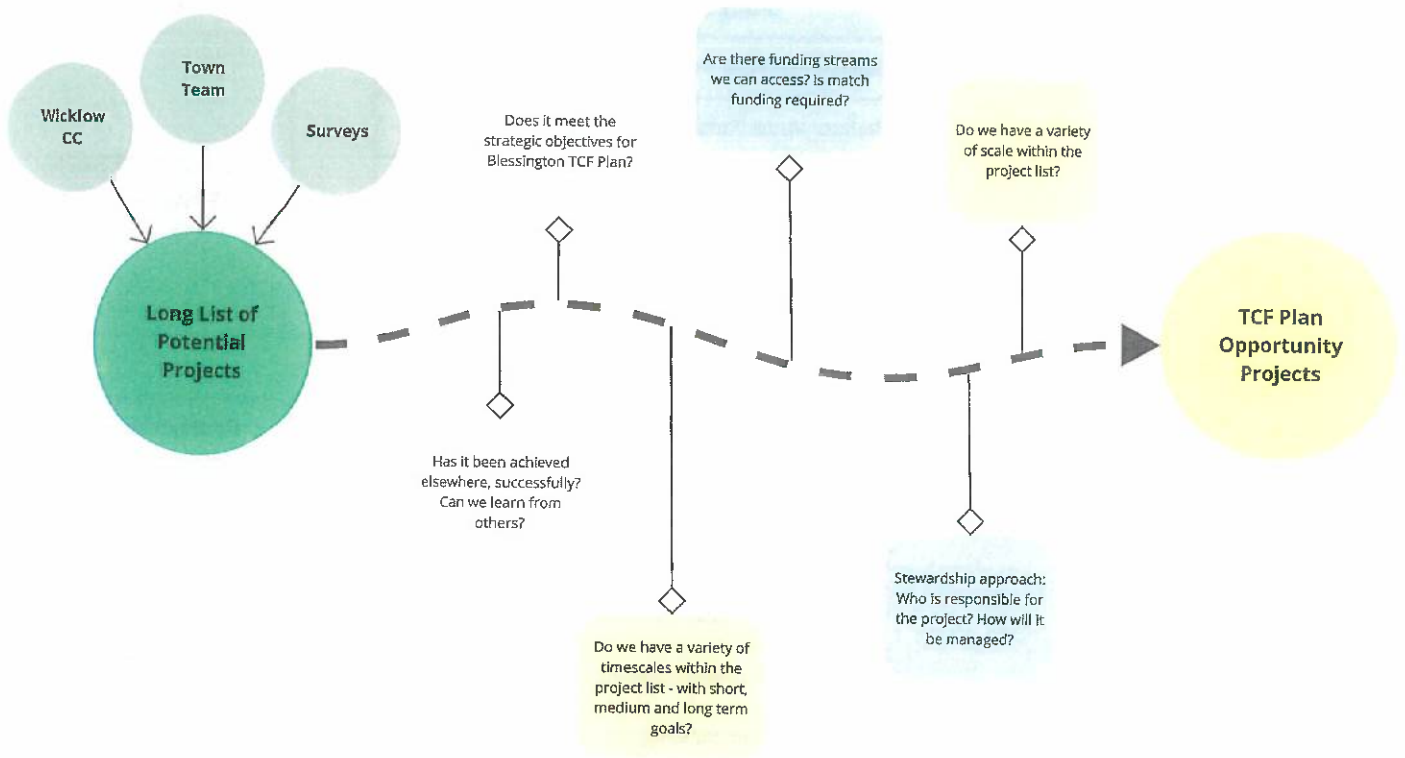 Wicklow
CC
Town
Team
Surveys
Long List of
Potential
Projects
Has it been achieved
elsewhere, successfully?
Can we learn from
others?
Does it meet the
strategic objectives for
Blessington TCF Plan?
Do we have a variety of
timescales within the
project list - with short,
medium and long term
goals?
Are there funding streams
we can access? Is match
funding required?
Stewardship approach:
Who is responsible for
the project? How will it
be managed?
Do we have a variety
of scale within the
project list?
TCF Plan
Opportunity
Projects